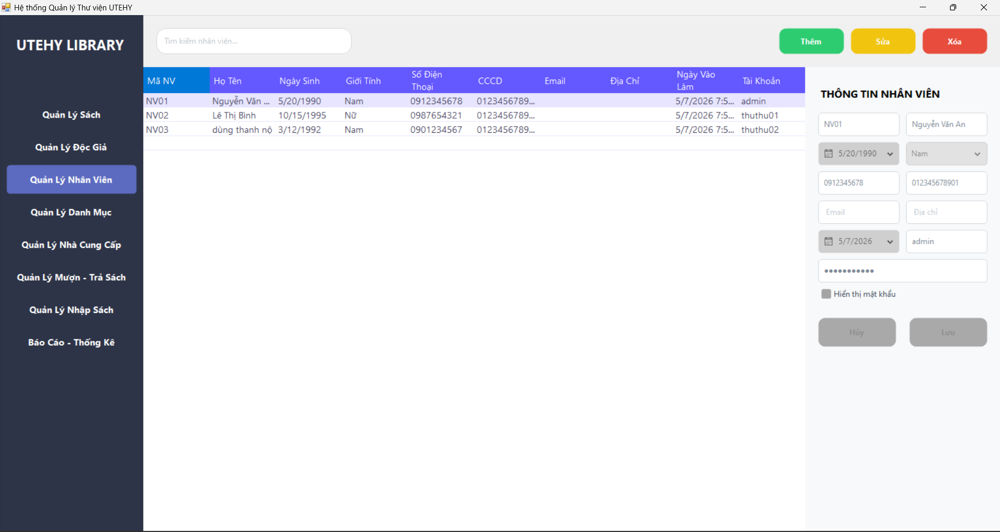 Hệ thống Quản lý Thư viện UTEHY
UTEHY LIBRARY
Quản Lý Sách
Quản Lý Độc Giả
Quản Lý Nhân Viên
Quản Lý Danh Mục
Quản Lý Nhà Cung Cấp
Quản Lý Mượn - Trả Sách
Quản Lý Nhập Sách
Báo Cáo - Thống Kê
Tìm kiếm nhân viên...
Thêm Sửa Xóa
Mã NV Họ Tên Ngày Sinh Giới Tính Số Điện Thoại CCCD Email Địa Chỉ Ngày Vào Làm Tài Khoản
NV01 Nguyễn Văn ... 5/20/1990 Nam 0912345678 0123456789... 5/7/2026 7:5... admin
NV02 Lê Thị Bình 10/15/1995 Nữ 0987654321 0123456789... 5/7/2026 7:5... thuthu01
NV03 dùng thanh nộ 3/12/1992 Nam 0901234567 0123456789... 5/7/2026 7:5... thuthu02
THÔNG TIN NHÂN VIÊN
NV01 Nguyễn Văn An
5/20/1990 Nam
0912345678 012345678901
Email Địa chỉ
5/7/2026 admin
●●●●●●●●●●●
Hiển thị mật khẩu
Hủy Lưu